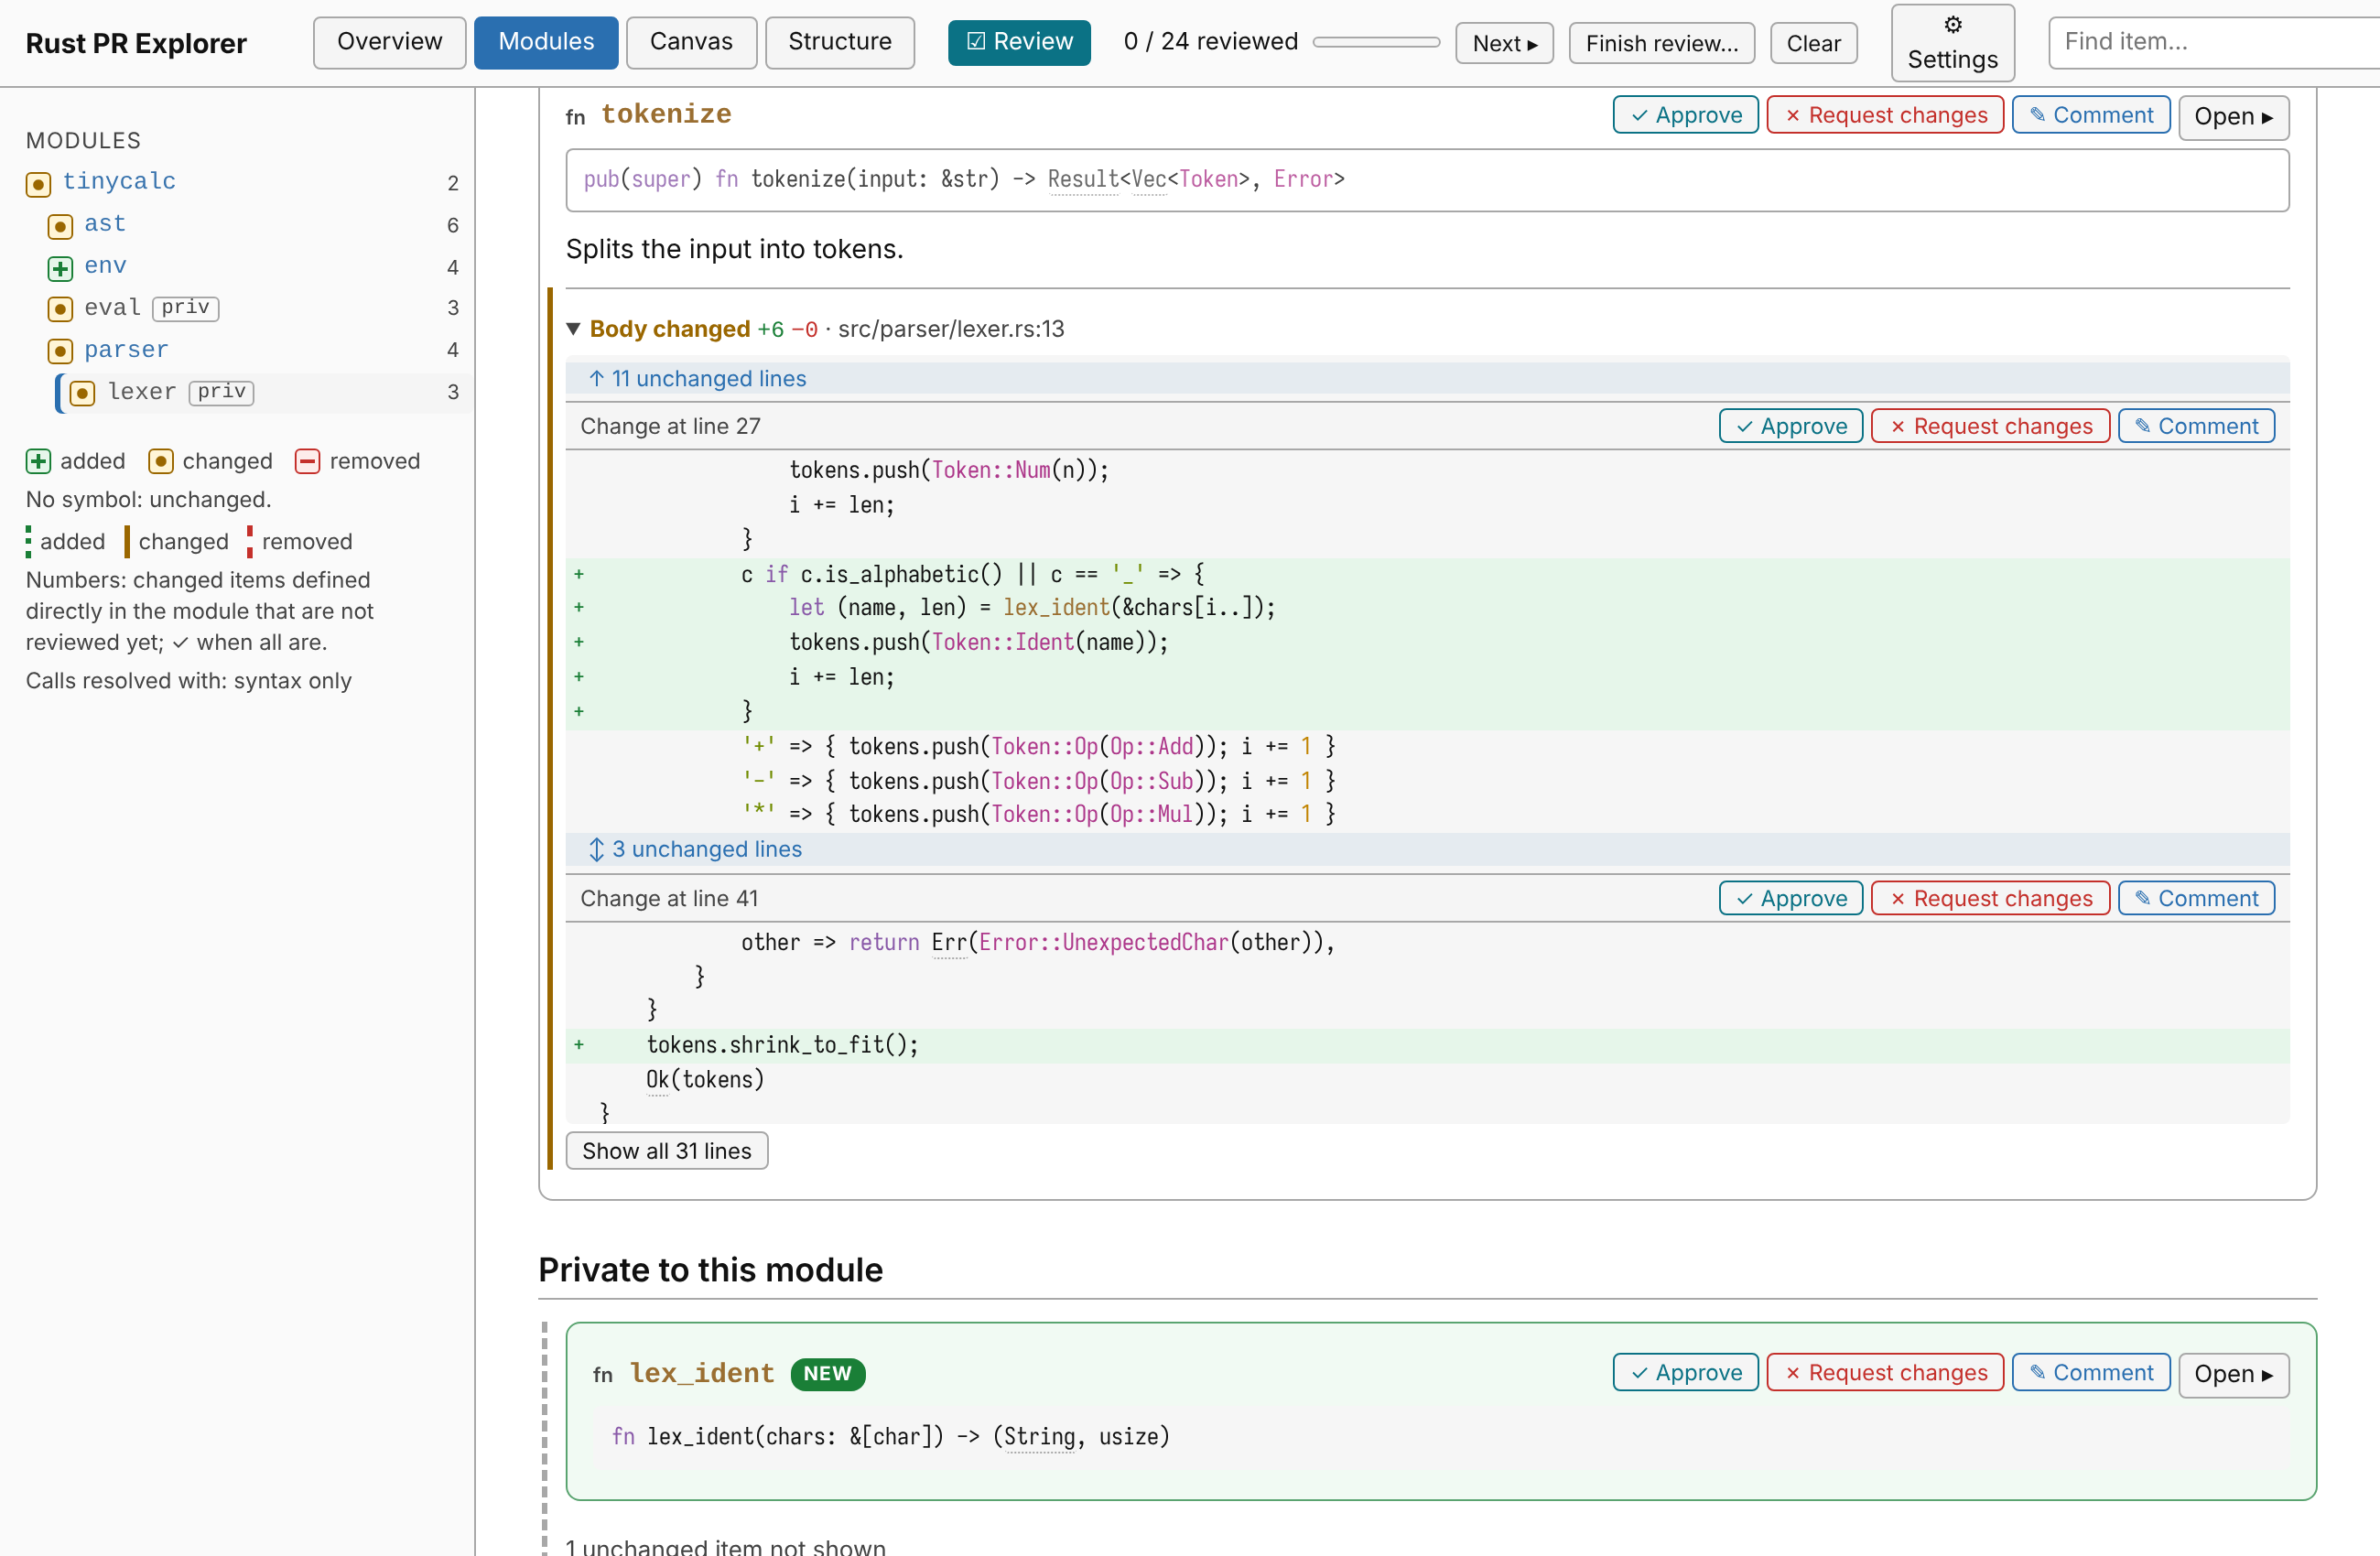 Rust PR Explorer
Overview
Modules
Canvas
Structure
☑ Review
0 / 24 reviewed
Next ▸
Finish review...
Clear
⚙ Settings
Find item...
MODULES
tinycalc 2
ast 6
env 4
eval priv 3
parser 4
lexer priv 3
added changed removed
No symbol: unchanged.
added changed removed
Numbers: changed items defined
directly in the module that are not
reviewed yet; ✓ when all are.
Calls resolved with: syntax only
fn tokenize
✓ Approve × Request changes ✎ Comment Open ▸
pub(super) fn tokenize(input: &str) -> Result<Vec<Token>, Error>
Splits the input into tokens.
▼ Body changed +6 −0 · src/parser/lexer.rs:13
↑ 11 unchanged lines
Change at line 27 ✓ Approve × Request changes ✎ Comment
tokens.push(Token::Num(n));
i += len;
}
+ c if c.is_alphabetic() || c == '_' => {
+ let (name, len) = lex_ident(&chars[i..]);
+ tokens.push(Token::Ident(name));
+ i += len;
+ }
'+' => { tokens.push(Token::Op(Op::Add)); i += 1 }
'-' => { tokens.push(Token::Op(Op::Sub)); i += 1 }
'*' => { tokens.push(Token::Op(Op::Mul)); i += 1 }
↕ 3 unchanged lines
Change at line 41 ✓ Approve × Request changes ✎ Comment
other => return Err(Error::UnexpectedChar(other)),
}
}
+ tokens.shrink_to_fit();
Ok(tokens)
}
Show all 31 lines
Private to this module
fn lex_ident NEW
✓ Approve × Request changes ✎ Comment Open ▸
fn lex_ident(chars: &[char]) -> (String, usize)
1 unchanged item not shown